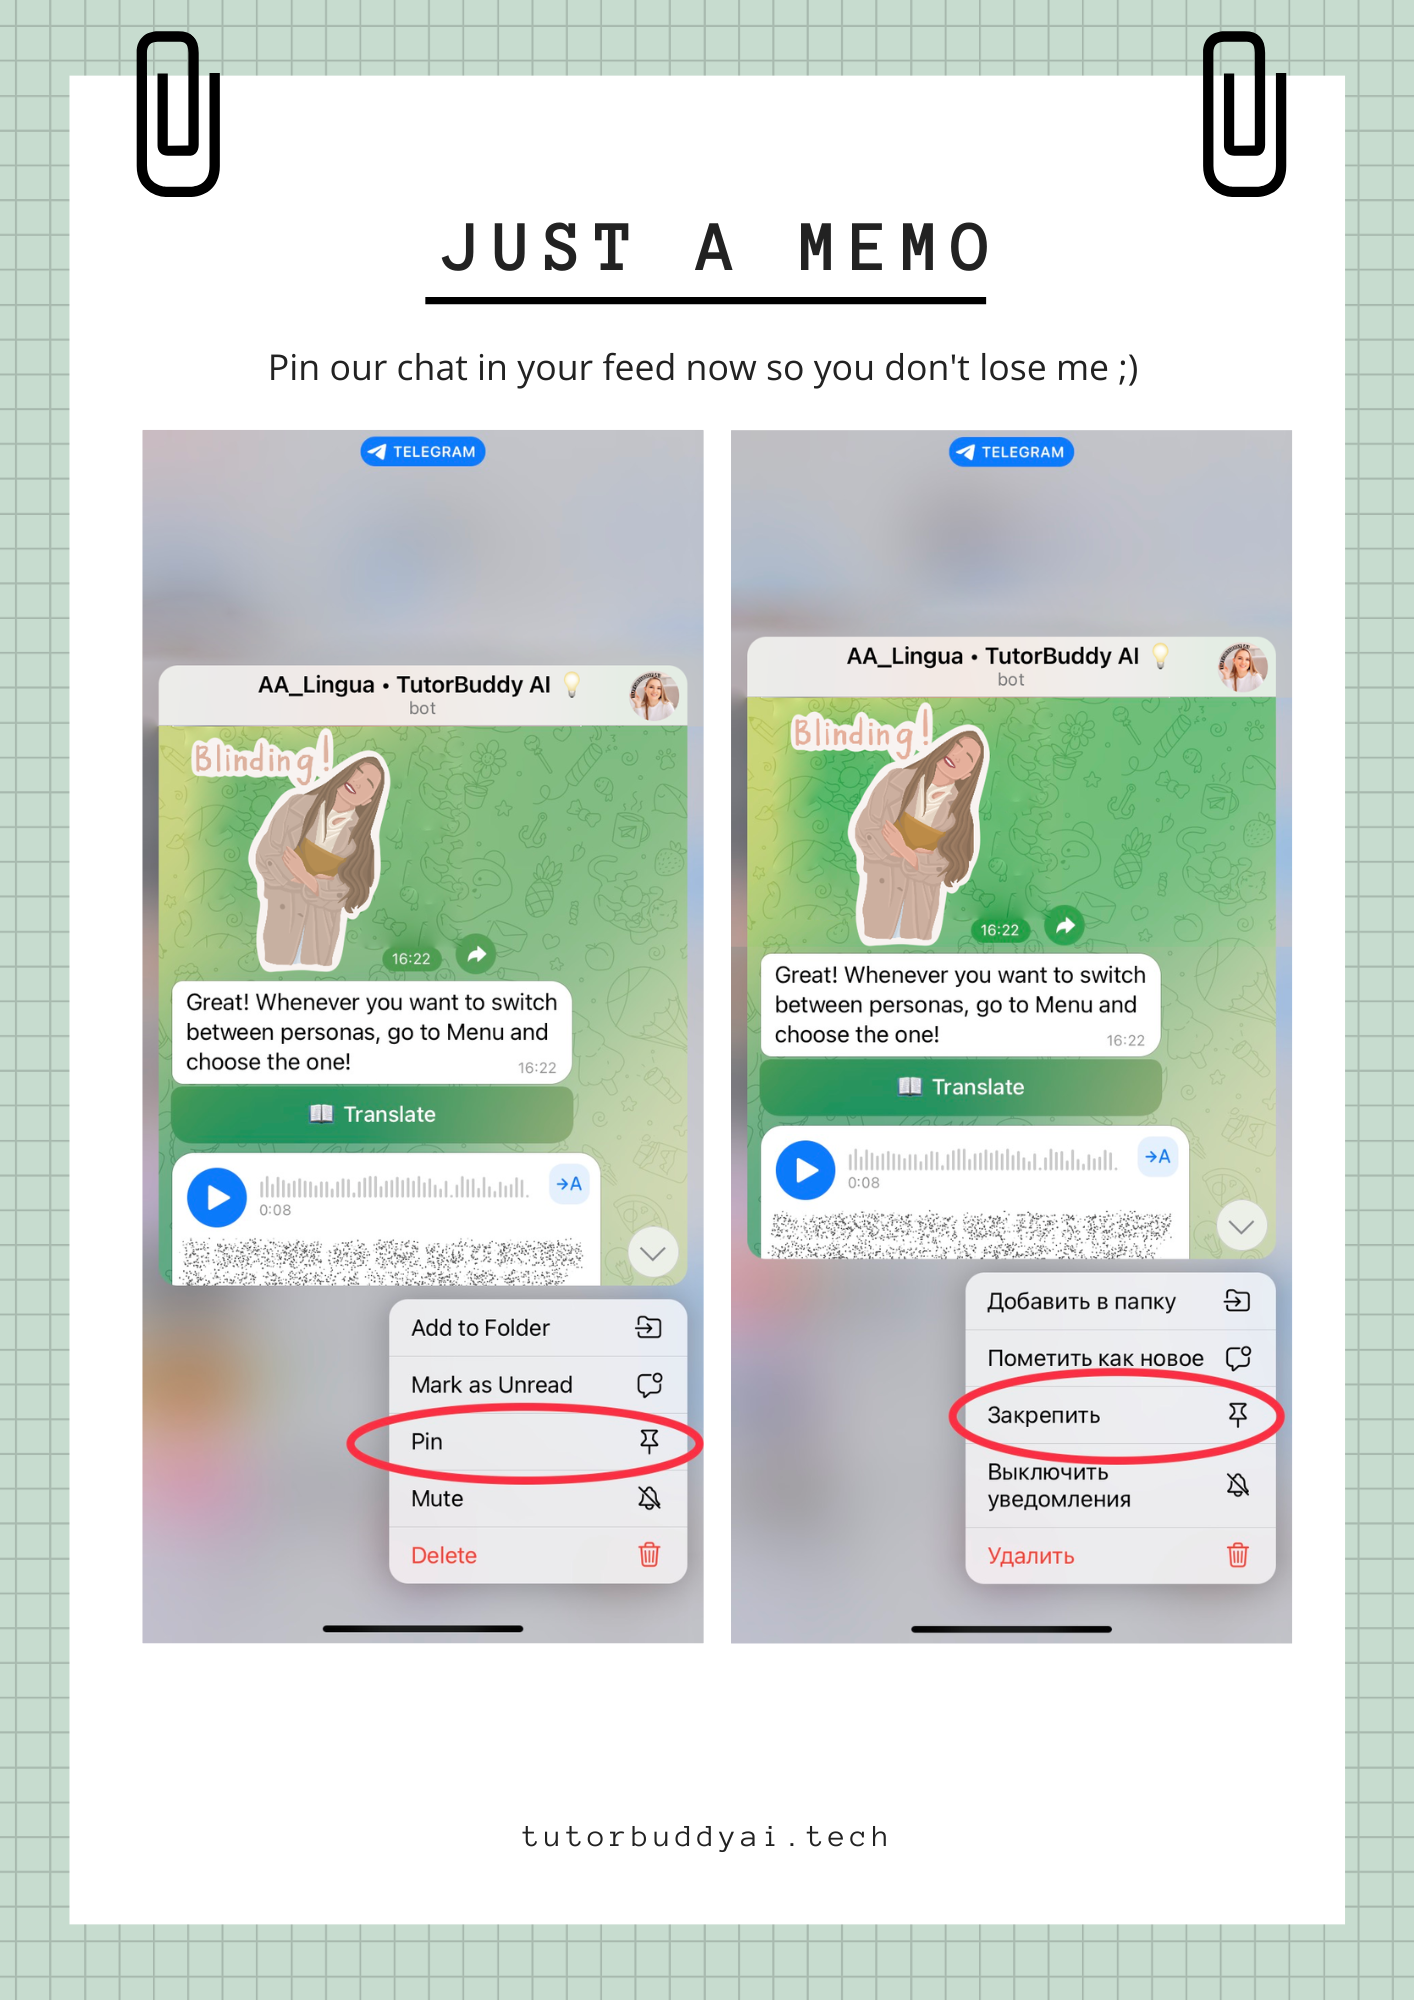 JUST A MEMO
Pin our chat in your feed now so you don't lose me ;)
TELEGRAM
AA_Lingua • TutorBuddy AI 💡
bot
Blinding!
16:22
Great! Whenever you want to switch
between personas, go to Menu and
choose the one!
16:22
📖 Translate
0:08
→A
Add to Folder
Mark as Unread
Pin
Mute
Delete
TELEGRAM
AA_Lingua • TutorBuddy AI 💡
bot
Blinding!
16:22
Great! Whenever you want to switch
between personas, go to Menu and
choose the one!
16:22
📖 Translate
0:08
→A
Добавить в папку
Пометить как новое
Закрепить
Выключить
уведомления
Удалить
tutorbuddyai.tech